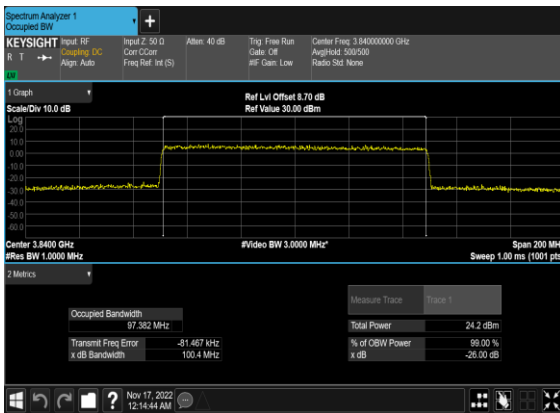 Spectrum Analyzer 1
Occupied BW
+
KEYSIGHT Input: RF Input Z: 50 Ω Atten: 40 dB Trig: Free Run Center Freq: 3.840000000 GHz
R T Coupling: DC Corr CCorr Gate: Off Avg|Hold: 500/500
Align: Auto Freq Ref: Int (S) #IF Gain: Low Radio Std: None
LV
1 Graph
Ref Lvl Offset 8.70 dB
Scale/Div 10.0 dB Ref Value 30.00 dBm
Log
20.0
10.0
0.00
-10.0
-20.0
-30.0
-40.0
-50.0
-60.0
Center 3.8400 GHz #Video BW 3.0000 MHz* Span 200 MH
#Res BW 1.0000 MHz Sweep 1.00 ms (1001 pts
2 Metrics
Measure Trace Trace 1
Occupied Bandwidth
97.382 MHz Total Power 24.2 dBm
Transmit Freq Error -81.467 kHz % of OBW Power 99.00 %
x dB Bandwidth 100.4 MHz x dB -26.00 dB
? Nov 17, 2022
12:14:44 AM